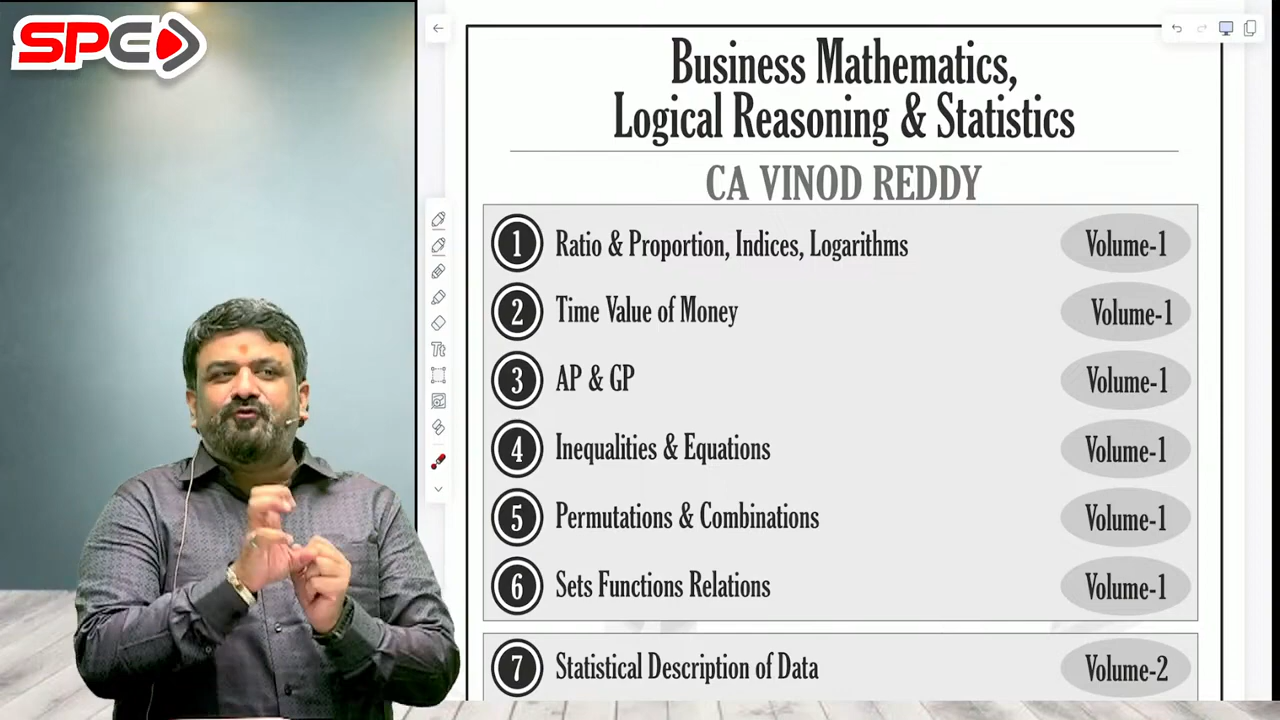 SPED
Business Mathematics,
Logical Reasoning & Statistics
CA VINOD REDDY
1 Ratio & Proportion, Indices, Logarithms Volume-1
2 Time Value of Money Volume-1
3 AP & GP Volume-1
4 Inequalities & Equations Volume-1
5 Permutations & Combinations Volume-1
6 Sets Functions Relations Volume-1
7 Statistical Description of Data Volume-2
Tt